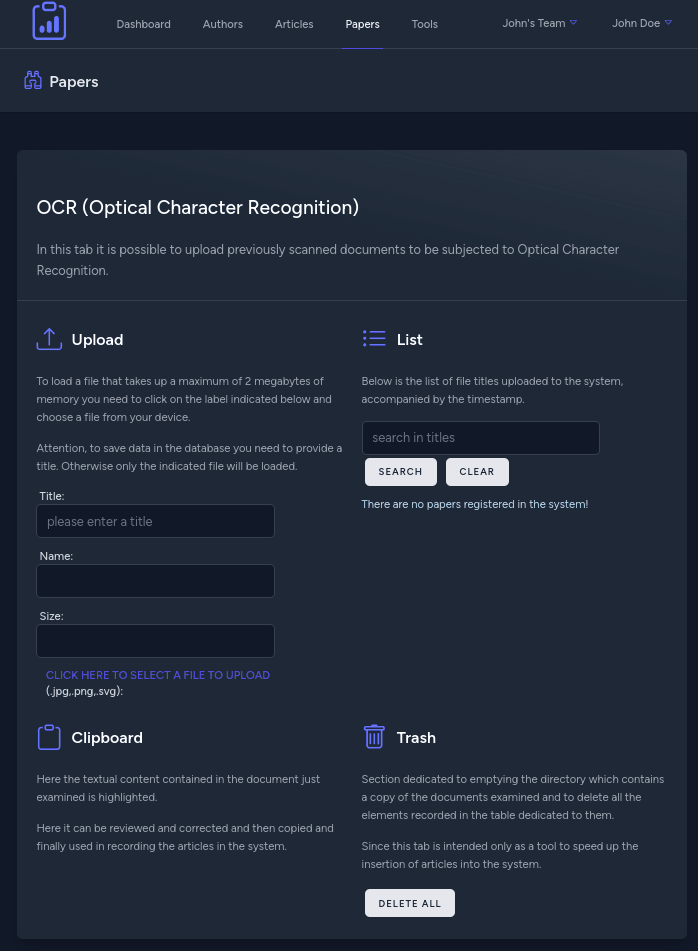 Dashboard Authors Articles Papers Tools John's Team John Doe
Papers
OCR (Optical Character Recognition)
In this tab it is possible to upload previously scanned documents to be subjected to Optical Character
Recognition.
Upload
To load a file that takes up a maximum of 2 megabytes of
memory you need to click on the label indicated below and
choose a file from your device.
Attention, to save data in the database you need to provide a
title. Otherwise only the indicated file will be loaded.
Title:
please enter a title
Name:
Size:
CLICK HERE TO SELECT A FILE TO UPLOAD
(.jpg,.png,.svg):
List
Below is the list of file titles uploaded to the system,
accompanied by the timestamp.
search in titles
SEARCH CLEAR
There are no papers registered in the system!
Clipboard
Here the textual content contained in the document just
examined is highlighted.
Here it can be reviewed and corrected and then copied and
finally used in recording the articles in the system.
Trash
Section dedicated to emptying the directory which contains
a copy of the documents examined and to delete all the
elements recorded in the table dedicated to them.
Since this tab is intended only as a tool to speed up the
insertion of articles into the system.
DELETE ALL